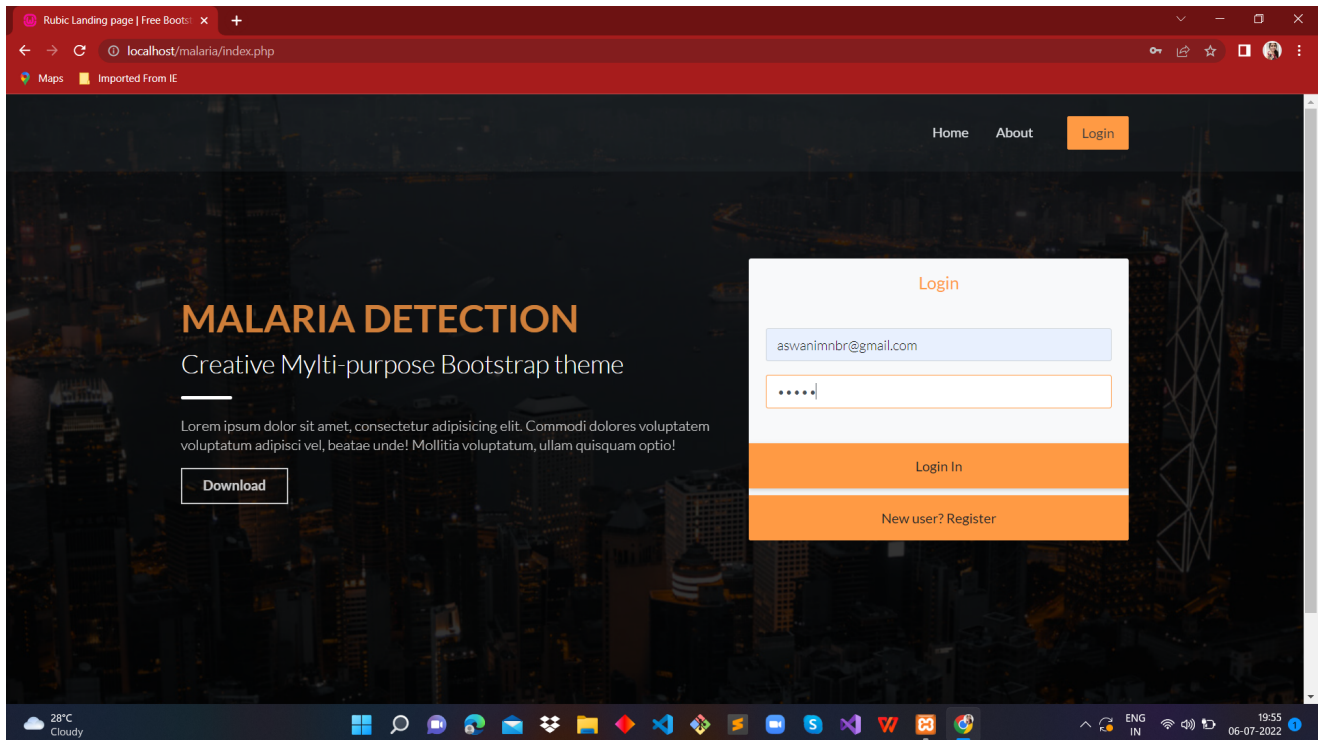 Rubic Landing page | Free Bootst
localhost/malaria/index.php
Maps Imported From IE
Home About Login
MALARIA DETECTION
Creative Mylti-purpose Bootstrap theme
Lorem ipsum dolor sit amet, consectetur adipisicing elit. Commodi dolores voluptatem
voluptatum adipisci vel, beatae unde! Mollitia voluptatum, ullam quisquam optio!
Download
Login
aswanimnbr@gmail.com
•••••
Login In
New user? Register
28°C
Cloudy
ENG
IN
19:55
06-07-2022
1